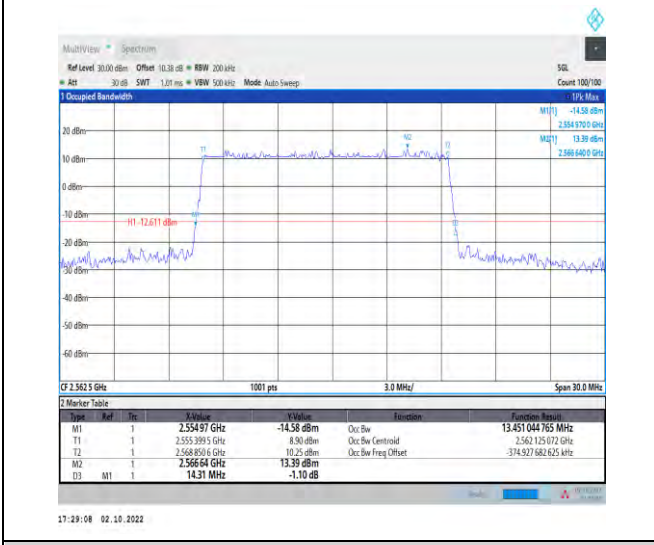 MultiView Spectrum
Ref Level 30.00 dBm Offset 10.38 dB RBW 200 kHz SGL
Att 30 dB SWT 1.01 ms VBW 500 kHz Mode Auto Sweep Count 100/100
1 Occupied Bandwidth 1Pk Max
M1[1] -14.58 dBm
2.554 970 0 GHz
M2[1] 13.39 dBm
2.566 640 0 GHz
20 dBm
M2
T1
T2
10 dBm
0 dBm
-10 dBm
M1
H1 -12.611 dBm
D3
-20 dBm
-30 dBm
-40 dBm
-50 dBm
-60 dBm
CF 2.562 5 GHz 1001 pts 3.0 MHz/ Span 30.0 MHz
2 Marker Table
Type Ref Trc X-Value Y-Value Function Function Result
M1 1 2.554 97 GHz -14.58 dBm Occ Bw 13.451 044 765 MHz
T1 1 2.555 399 5 GHz 8.90 dBm Occ Bw Centroid 2.562 125 072 GHz
T2 1 2.568 850 6 GHz 10.25 dBm Occ Bw Freq Offset -374.927 682 625 kHz
M2 1 2.566 64 GHz 13.39 dBm
D3 M1 1 14.31 MHz -1.10 dB
17:29:08 02.10.2022